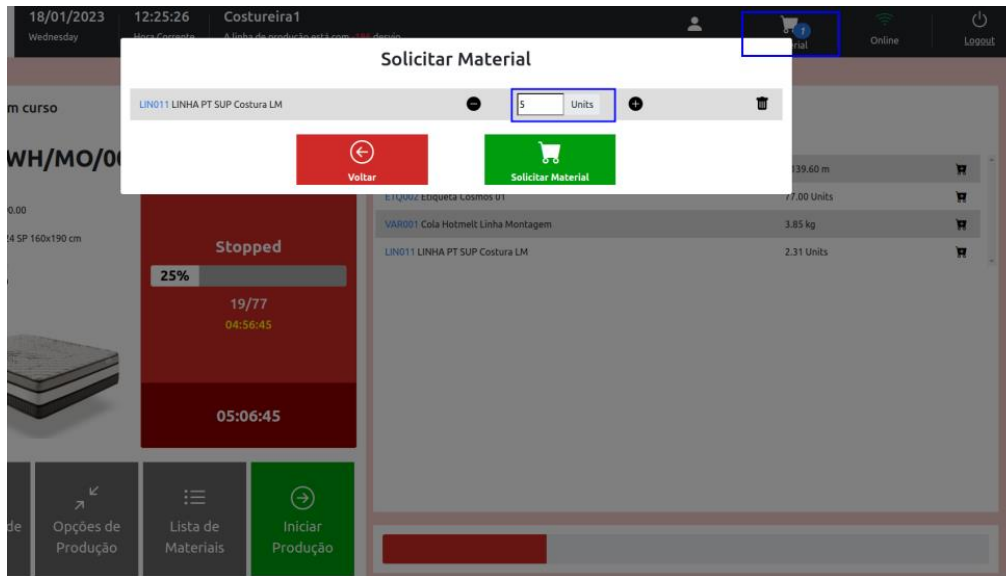 18/01/2023 12:25:26 Costureira1
Wednesday Hora Corrente A linha de produção está com desvio
1
Online Logout
Solicitar Material
LIN011 LINHA PT SUP Costura LM 5 Units
Voltar Solicitar Material
m curso
WH/MO/00
0.00
24 SP 160x190 cm
139.60 m
ETQ002 Etiqueta Cosmos 01 77.00 Units
VAR001 Cola Hotmelt Linha Montagem 3.85 kg
LIN011 LINHA PT SUP Costura LM 2.31 Units
Stopped
25%
19/77
04:56:45
05:06:45
de
Opções de Produção
Lista de Materiais
Iniciar Produção